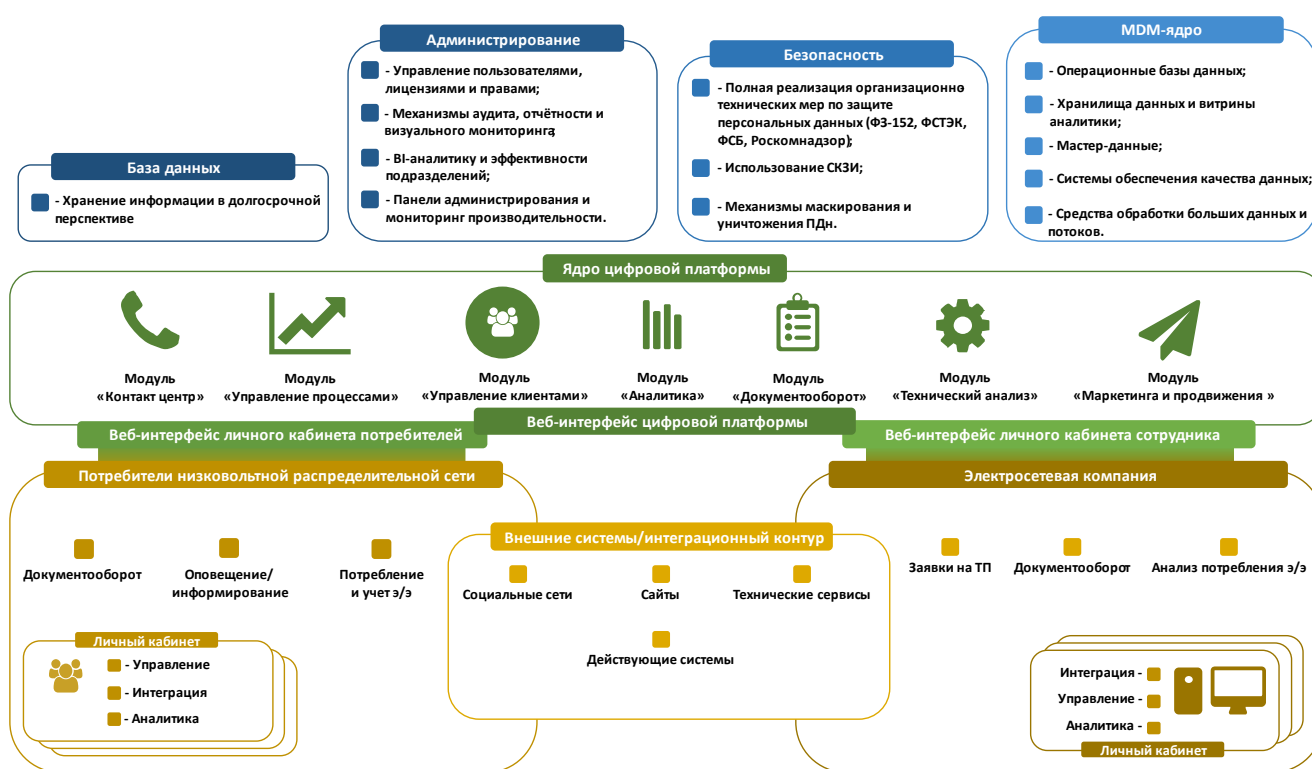 База данных
- Хранение информации в долгосрочной
перспективе
Администрирование
- Управление пользователями,
лицензиями и правами;
- Механизмы аудита, отчётности и
визуального мониторинга;
- BI-аналитику и эффективности
подразделений;
- Панели администрирования и
мониторинг производительности.
Безопасность
- Полная реализация организационно-
технических мер по защите
персональных данных (ФЗ-152, ФСТЭК,
ФСБ, Роскомнадзор);
- Использование СКЗИ;
- Механизмы маскирования и
уничтожения ПДн.
MDM-ядро
- Операционные базы данных;
- Хранилища данных и витрины
аналитики;
- Мастер-данные;
- Системы обеспечения качества данных;
- Средства обработки больших данных и
потоков.
Ядро цифровой платформы
Модуль
«Контакт центр»
Модуль
«Управление процессами»
Модуль
«Управление клиентами»
Модуль
«Аналитика»
Модуль
«Документооборот»
Модуль
«Технический анализ»
Модуль
«Маркетинга и продвижения »
Веб-интерфейс личного кабинета потребителей
Веб-интерфейс цифровой платформы
Веб-интерфейс личного кабинета сотрудника
Потребители низковольтной распределительной сети
Документооборот
Оповещение/
информирование
Потребление
и учет э/э
Личный кабинет
- Управление
- Интеграция
- Аналитика
Внешние системы/интеграционный контур
Социальные сети
Сайты
Технические сервисы
Действующие системы
Электросетевая компания
Заявки на ТП
Документооборот
Анализ потребления э/э
Интеграция -
Управление -
Аналитика -
Личный кабинет